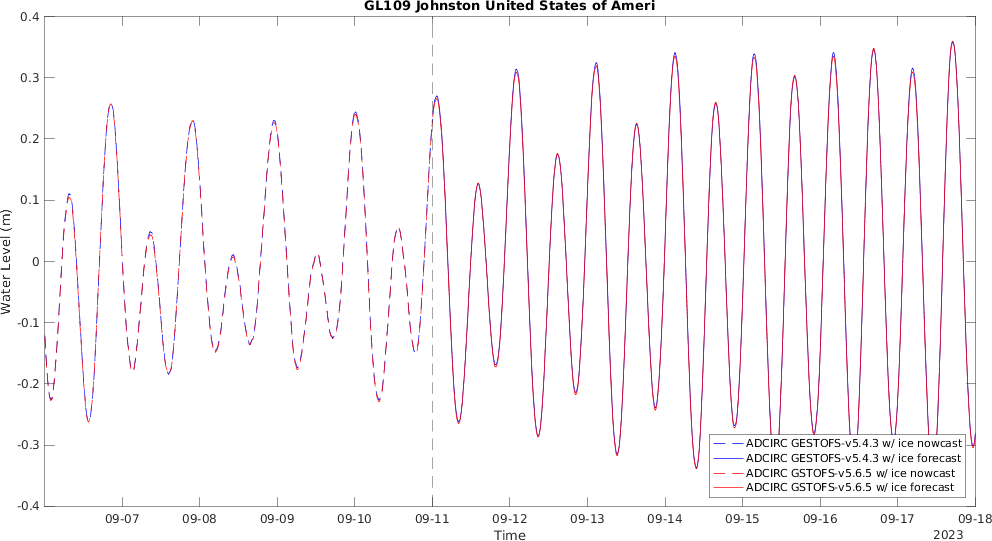 GL109 Johnston United States of Ameri
0.4
0.3
0.2
0.1
0
-0.1
-0.2
-0.3
-0.4
Water Level (m)
ADCIRC GESTOFS-v5.4.3 w/ ice nowcast
ADCIRC GESTOFS-v5.4.3 w/ ice forecast
ADCIRC GSTOFS-v5.6.5 w/ ice nowcast
ADCIRC GSTOFS-v5.6.5 w/ ice forecast
09-07 09-08 09-09 09-10 09-11 09-12 09-13 09-14 09-15 09-16 09-17 09-18
Time
2023